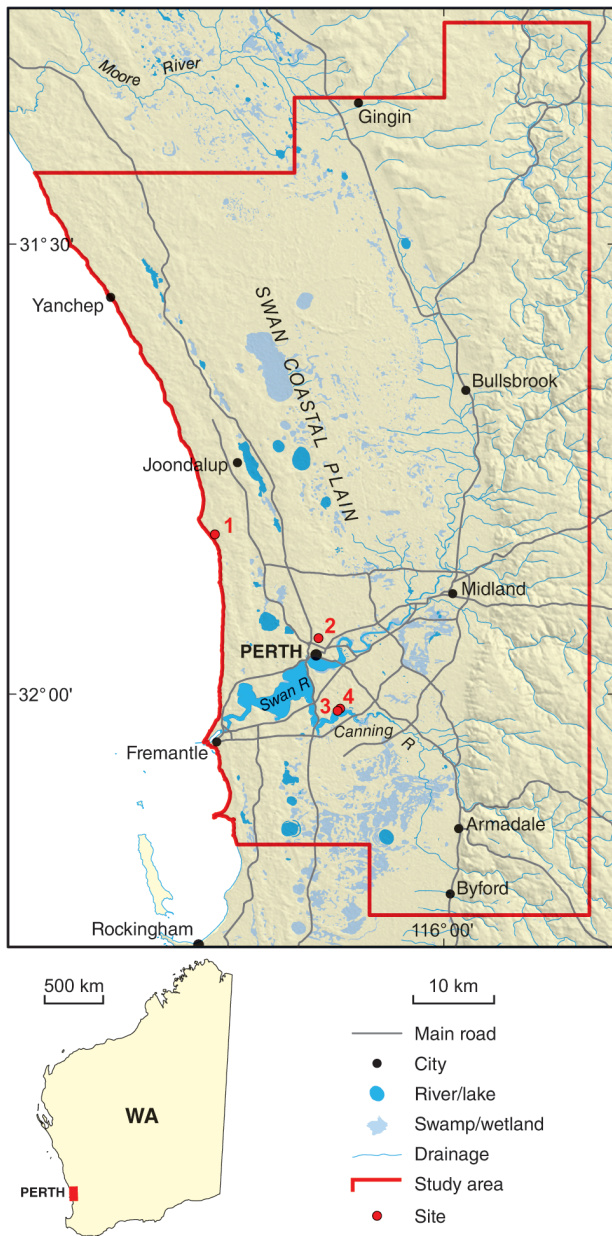 Moore River
Gingin
31°30'
Yanchep
SWAN COASTAL PLAIN
Bullsbrook
Joondalup
1
Midland
2
PERTH
32°00'
Swan R
3 4
Canning R
Fremantle
Armadale
Byford
Rockingham
116°00'
500 km
10 km
Main road
City
River/lake
WA
Swamp/wetland
Drainage
Study area
PERTH
Site